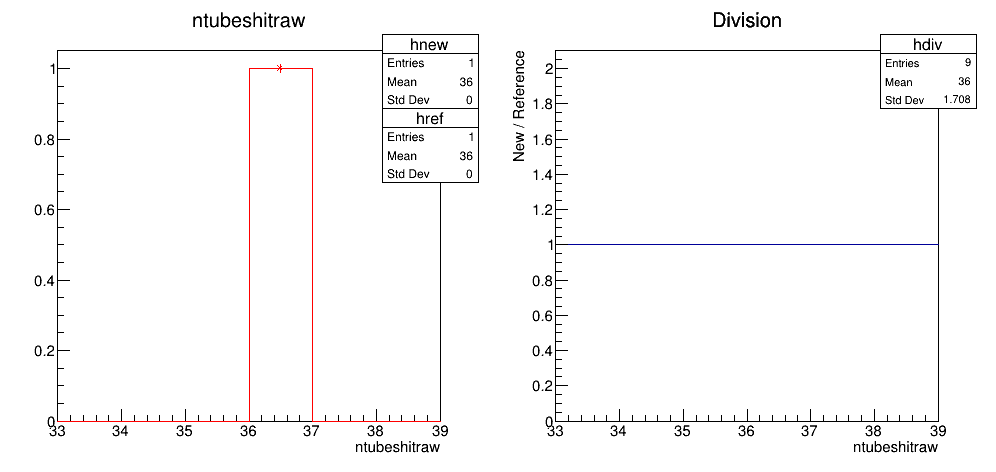 ntubeshitraw
hnew
Entries 1
Mean 36
Std Dev 0
href
Entries 1
Mean 36
Std Dev 0
1
0.8
0.6
0.4
0.2
0
33 34 35 36 37 38 39
ntubeshitraw
Division
hdiv
Entries 9
Mean 36
Std Dev 1.708
New / Reference
2
1.8
1.6
1.4
1.2
1
0.8
0.6
0.4
0.2
0
33 34 35 36 37 38 39
ntubeshitraw